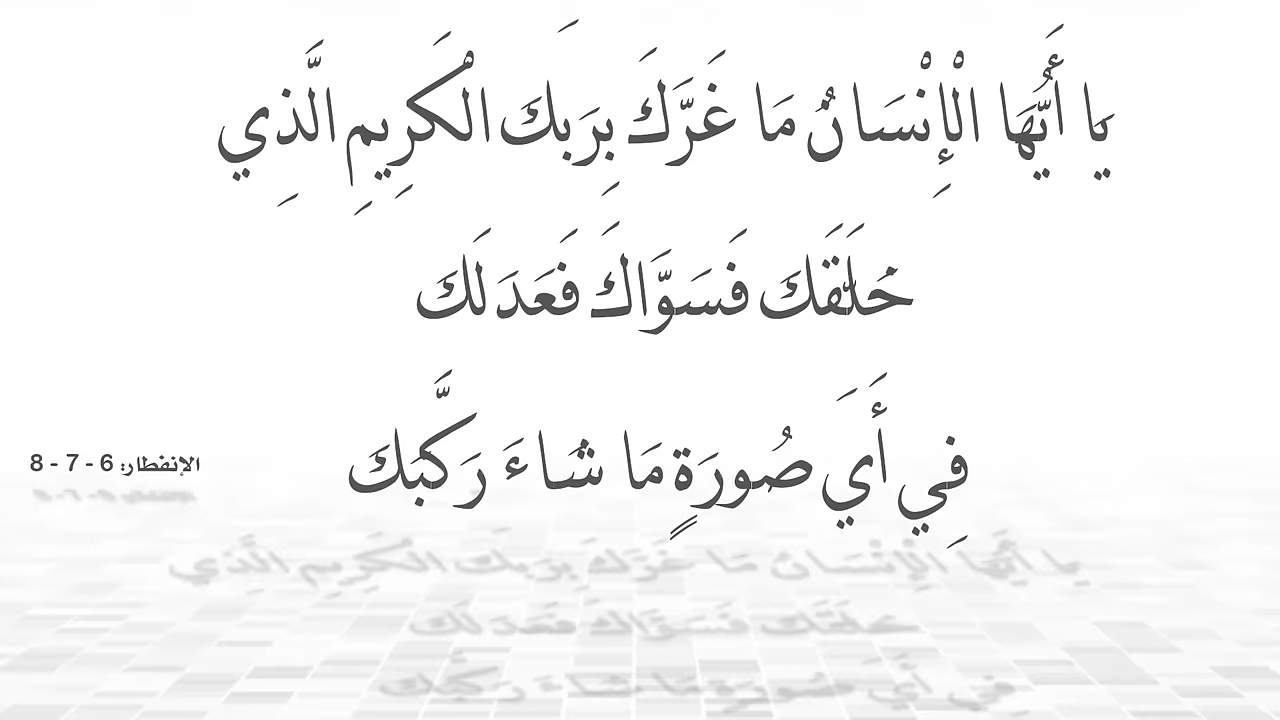 يَا أَيُّهَا الْإِنْسَانُ مَا غَرَّكَ بِرَبِكَ الْكَرِيمِ الَّذِي
خَلَقَكَ فَسَوَّاكَ فَعَدَلَكَ
فِي أَيَ صُورَةٍ مَا شَاءَ رَكَّبَكَ
الإنفطار: 6 - 7 - 8